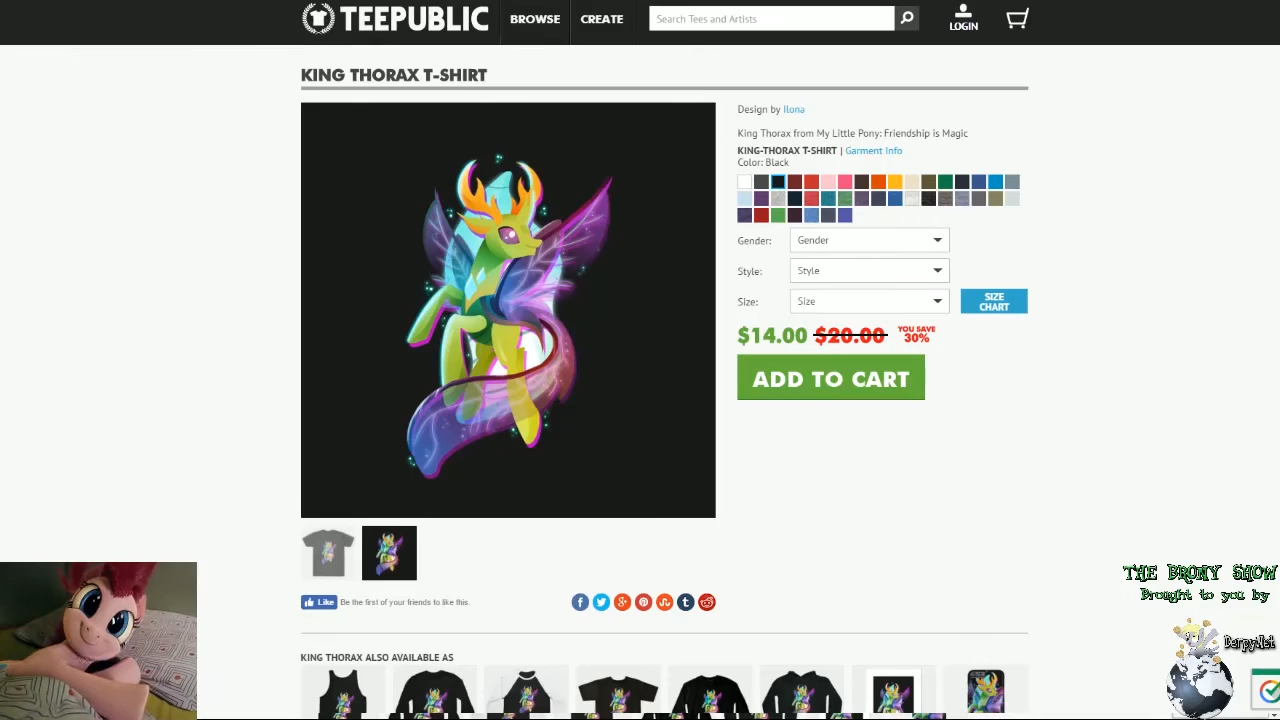 TEEPUBLIC
BROWSE
CREATE
Search Tees and Artists
LOGIN
KING THORAX T-SHIRT
Design by Ilona
King Thorax from My Little Pony: Friendship is Magic
KING-THORAX T-SHIRT | Garment Info
Color: Black
Gender: Gender
Style: Style
Size: Size
SIZE CHART
$14.00 $20.00 YOU SAVE 30%
ADD TO CART
Like Be the first of your friends to like this.
KING THORAX ALSO AVAILABLE AS
THE BRONY SHOW
Brought to you by